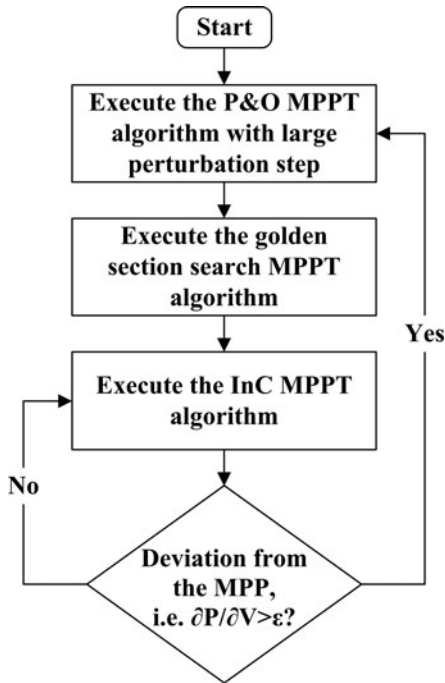 Start
Execute the P&O MPPT
algorithm with large
perturbation step
Execute the golden
section search MPPT
algorithm
Yes
Execute the InC MPPT
algorithm
No
Deviation from
the MPP,
i.e. ∂P/∂V>ε?